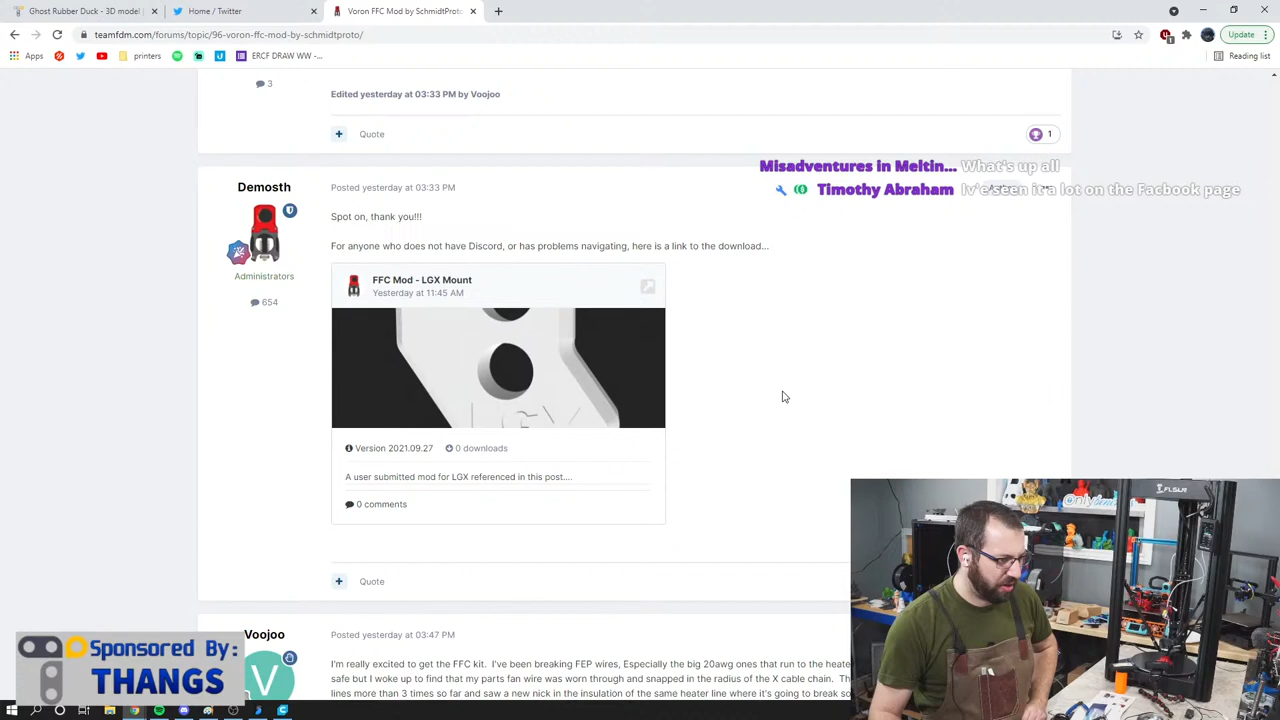 Ghost Rubber Duck - 3D model
Home / Twitter
Voron FFC Mod by SchmidtProto
teamfdm.com/forums/topic/96-voron-ffc-mod-by-schmidtproto/
Update
Apps
printers
ERCF DRAW WW -...
Reading list
3
Edited yesterday at 03:33 PM by Voojoo
Quote
1
Misadventures in Meltin... What's up all
Timothy Abraham Iv'e seen it a lot on the Facbook page
Demosth
Posted yesterday at 03:33 PM
Spot on, thank you!!!
For anyone who does not have Discord, or has problems navigating, here is a link to the download...
Administrators
654
FFC Mod - LGX Mount
Yesterday at 11:45 AM
Version 2021.09.27
0 downloads
A user submitted mod for LGX referenced in this post....
0 comments
Quote
Voojoo
Posted yesterday at 03:47 PM
I'm really excited to get the FFC kit. I've been breaking FEP wires, Especially the big 20awg ones that run to the heate
safe but I woke up to find that my parts fan wire was worn through and snapped in the radius of the X cable chain. Th
lines more than 3 times so far and saw a new nick in the insulation of the same heater line where it's going to break so
V
Sponsored By:
THANGS
FLSUR